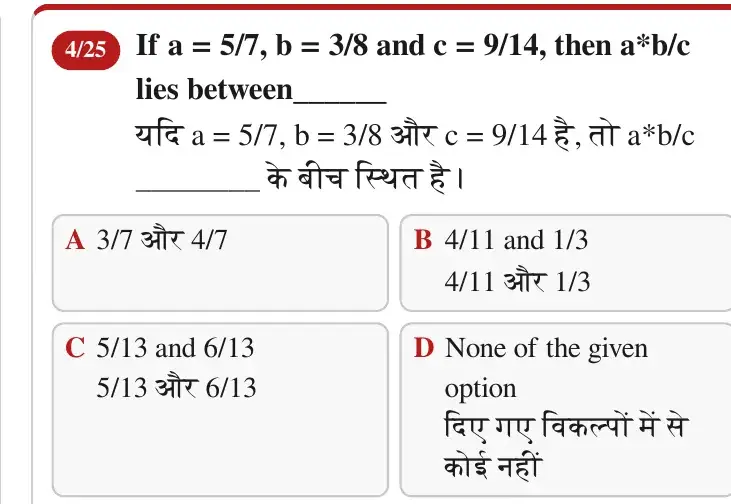 4/25 If a = 5/7, b = 3/8 and c = 9/14, then a*b/c
lies between______
यदि a = 5/7, b = 3/8 और c = 9/14 है, तो a*b/c
_________ के बीच स्थित है।
A 3/7 और 4/7
B 4/11 and 1/3
4/11 और 1/3
C 5/13 and 6/13
5/13 और 6/13
D None of the given
option
दिए गए विकल्पों में से
कोई नहीं